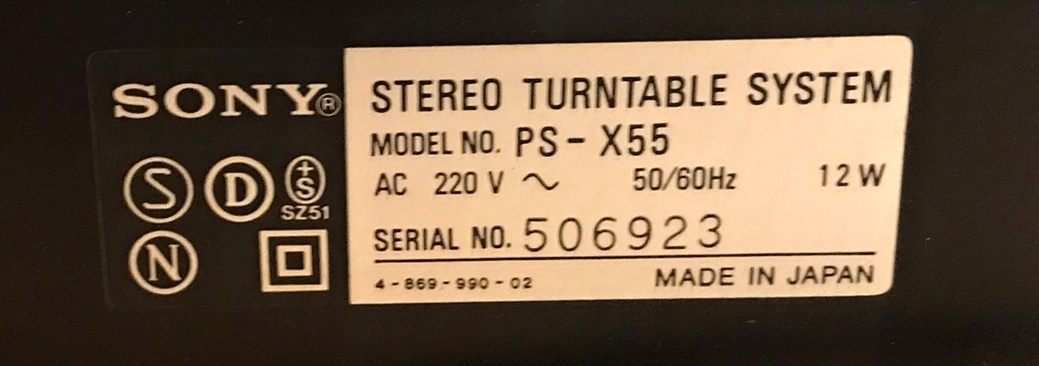 SONY®
S D +S
SZ51
N
STEREO TURNTABLE SYSTEM
MODEL NO. PS-X55
AC 220 V ~ 50/60Hz 12 W
SERIAL NO. 506923
4-869-990-02 MADE IN JAPAN